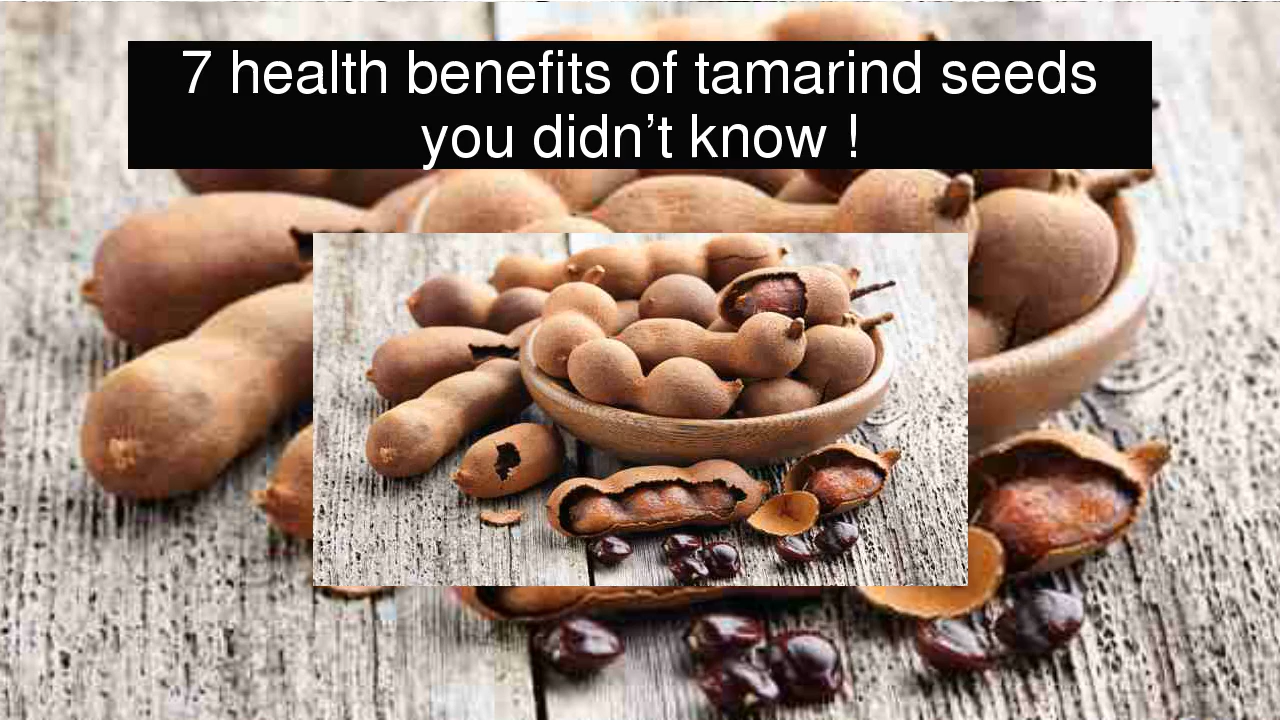 7 health benefits of tamarind seeds
you didn’t know !